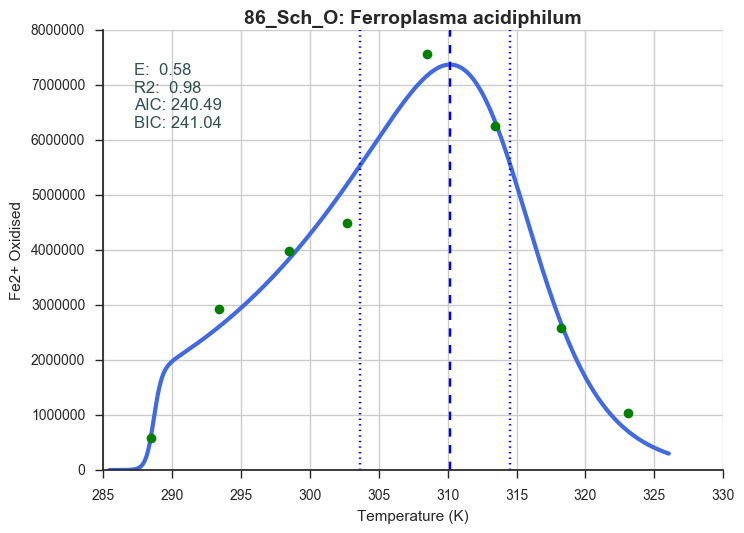 86_Sch_O: Ferroplasma acidiphilum
8000000
7000000
6000000
5000000
4000000
3000000
2000000
1000000
0
E:  0.58
R2:  0.98
AIC: 240.49
BIC: 241.04
Fe2+ Oxidised
285 290 295 300 305 310 315 320 325 330
Temperature (K)